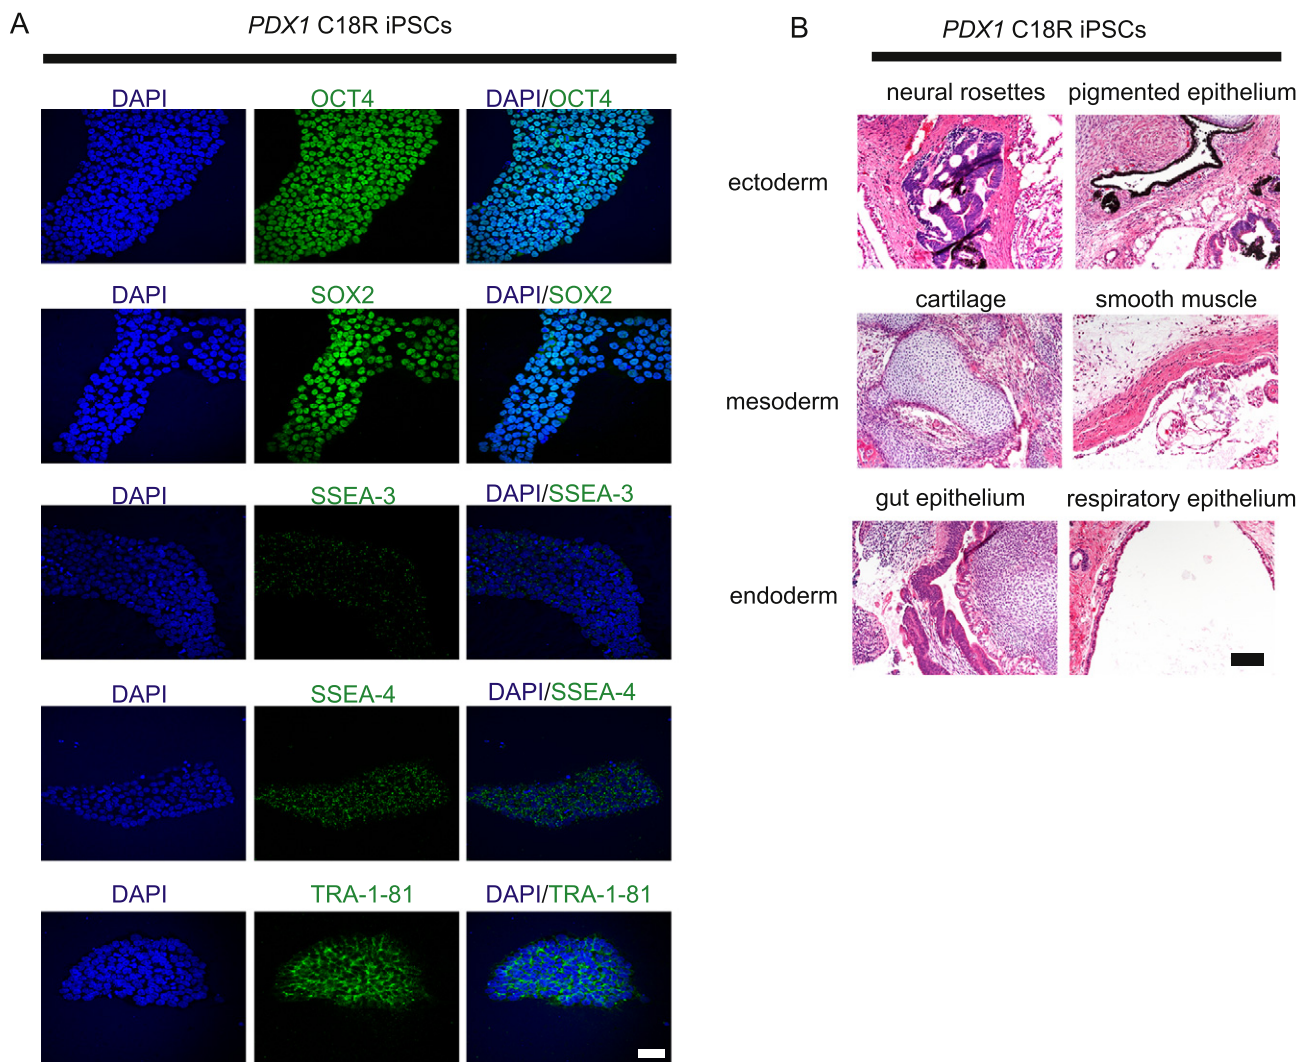 A
PDX1 C18R iPSCs
DAPI OCT4 DAPI/OCT4
DAPI SOX2 DAPI/SOX2
DAPI SSEA-3 DAPI/SSEA-3
DAPI SSEA-4 DAPI/SSEA-4
DAPI TRA-1-81 DAPI/TRA-1-81
B
PDX1 C18R iPSCs
neural rosettes pigmented epithelium
ectoderm
cartilage smooth muscle
mesoderm
gut epithelium respiratory epithelium
endoderm